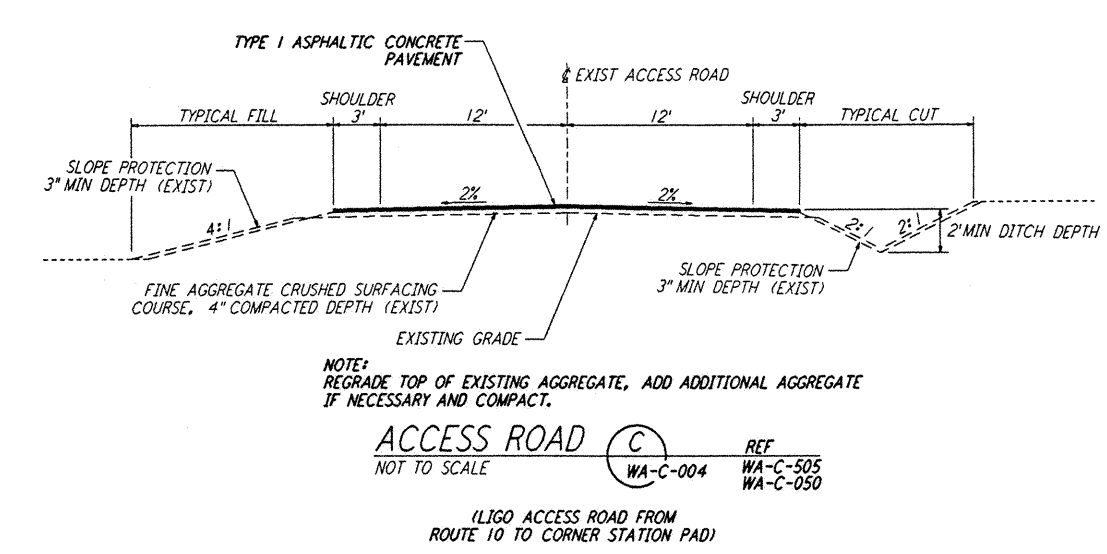 TYPE 1 ASPHALTIC CONCRETE
PAVEMENT
℄ EXIST ACCESS ROAD
SHOULDER
SHOULDER
TYPICAL FILL
3'
12'
12'
3'
TYPICAL CUT
SLOPE PROTECTION
3" MIN DEPTH (EXIST)
2%
2%
4:1
2:1
2:1
2' MIN DITCH DEPTH
SLOPE PROTECTION
3" MIN DEPTH (EXIST)
FINE AGGREGATE CRUSHED SURFACING
COURSE, 4" COMPACTED DEPTH (EXIST)
EXISTING GRADE
NOTE:
REGRADE TOP OF EXISTING AGGREGATE, ADD ADDITIONAL AGGREGATE
IF NECESSARY AND COMPACT.
ACCESS ROAD
NOT TO SCALE
C
WA-C-004
REF
WA-C-505
WA-C-050
(LIGO ACCESS ROAD FROM
ROUTE 10 TO CORNER STATION PAD)